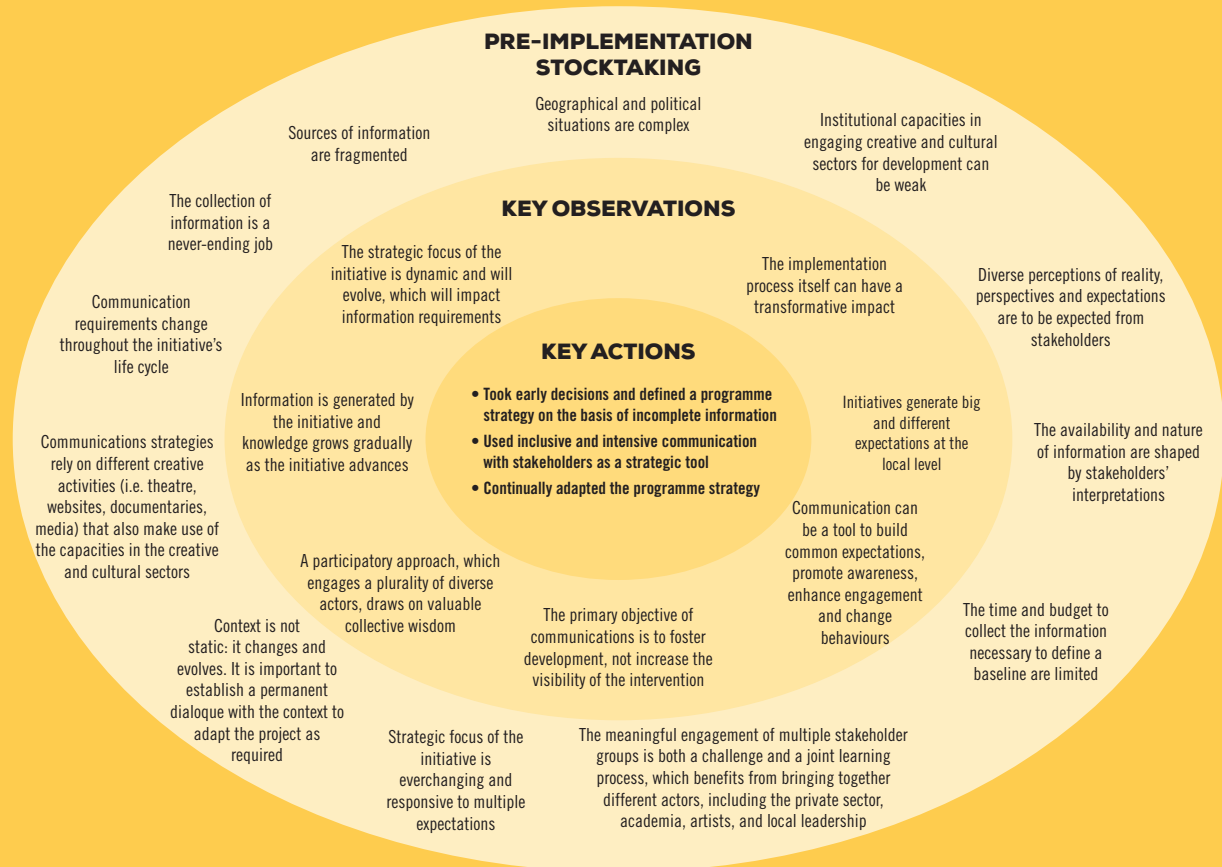 PRE-IMPLEMENTATION
STOCKTAKING
Geographical and political
situations are complex
Sources of information
are fragmented
Institutional capacities in
engaging creative and cultural
sectors for development can
be weak
The collection of
information is a
never-ending job
Communication
requirements change
throughout the initiative's
life cycle
Diverse perceptions of reality,
perspectives and expectations
are to be expected from
stakeholders
Communications strategies
rely on different creative
activities (i.e. theatre,
websites, documentaries,
media) that also make use of
the capacities in the creative
and cultural sectors
The availability and nature
of information are shaped
by stakeholders'
interpretations
Context is not
static: it changes and
evolves. It is important to
establish a permanent
dialogue with the context to
adapt the project as
required
The time and budget to
collect the information
necessary to define a
baseline are limited
Strategic focus of the
initiative is
everchanging and
responsive to multiple
expectations
The meaningful engagement of multiple stakeholder
groups is both a challenge and a joint learning
process, which benefits from bringing together
different actors, including the private sector,
academia, artists, and local leadership
KEY OBSERVATIONS
The strategic focus of the
initiative is dynamic and will
evolve, which will impact
information requirements
The implementation
process itself can have a
transformative impact
Information is generated by
the initiative and
knowledge grows gradually
as the initiative advances
Initiatives generate big
and different
expectations at the
local level
A participatory approach, which
engages a plurality of diverse
actors, draws on valuable
collective wisdom
The primary objective of
communications is to foster
development, not increase the
visibility of the intervention
Communication can
be a tool to build
common expectations,
promote awareness,
enhance engagement
and change
behaviours
KEY ACTIONS
• Took early decisions and defined a programme
strategy on the basis of incomplete information
• Used inclusive and intensive communication
with stakeholders as a strategic tool
• Continually adapted the programme strategy